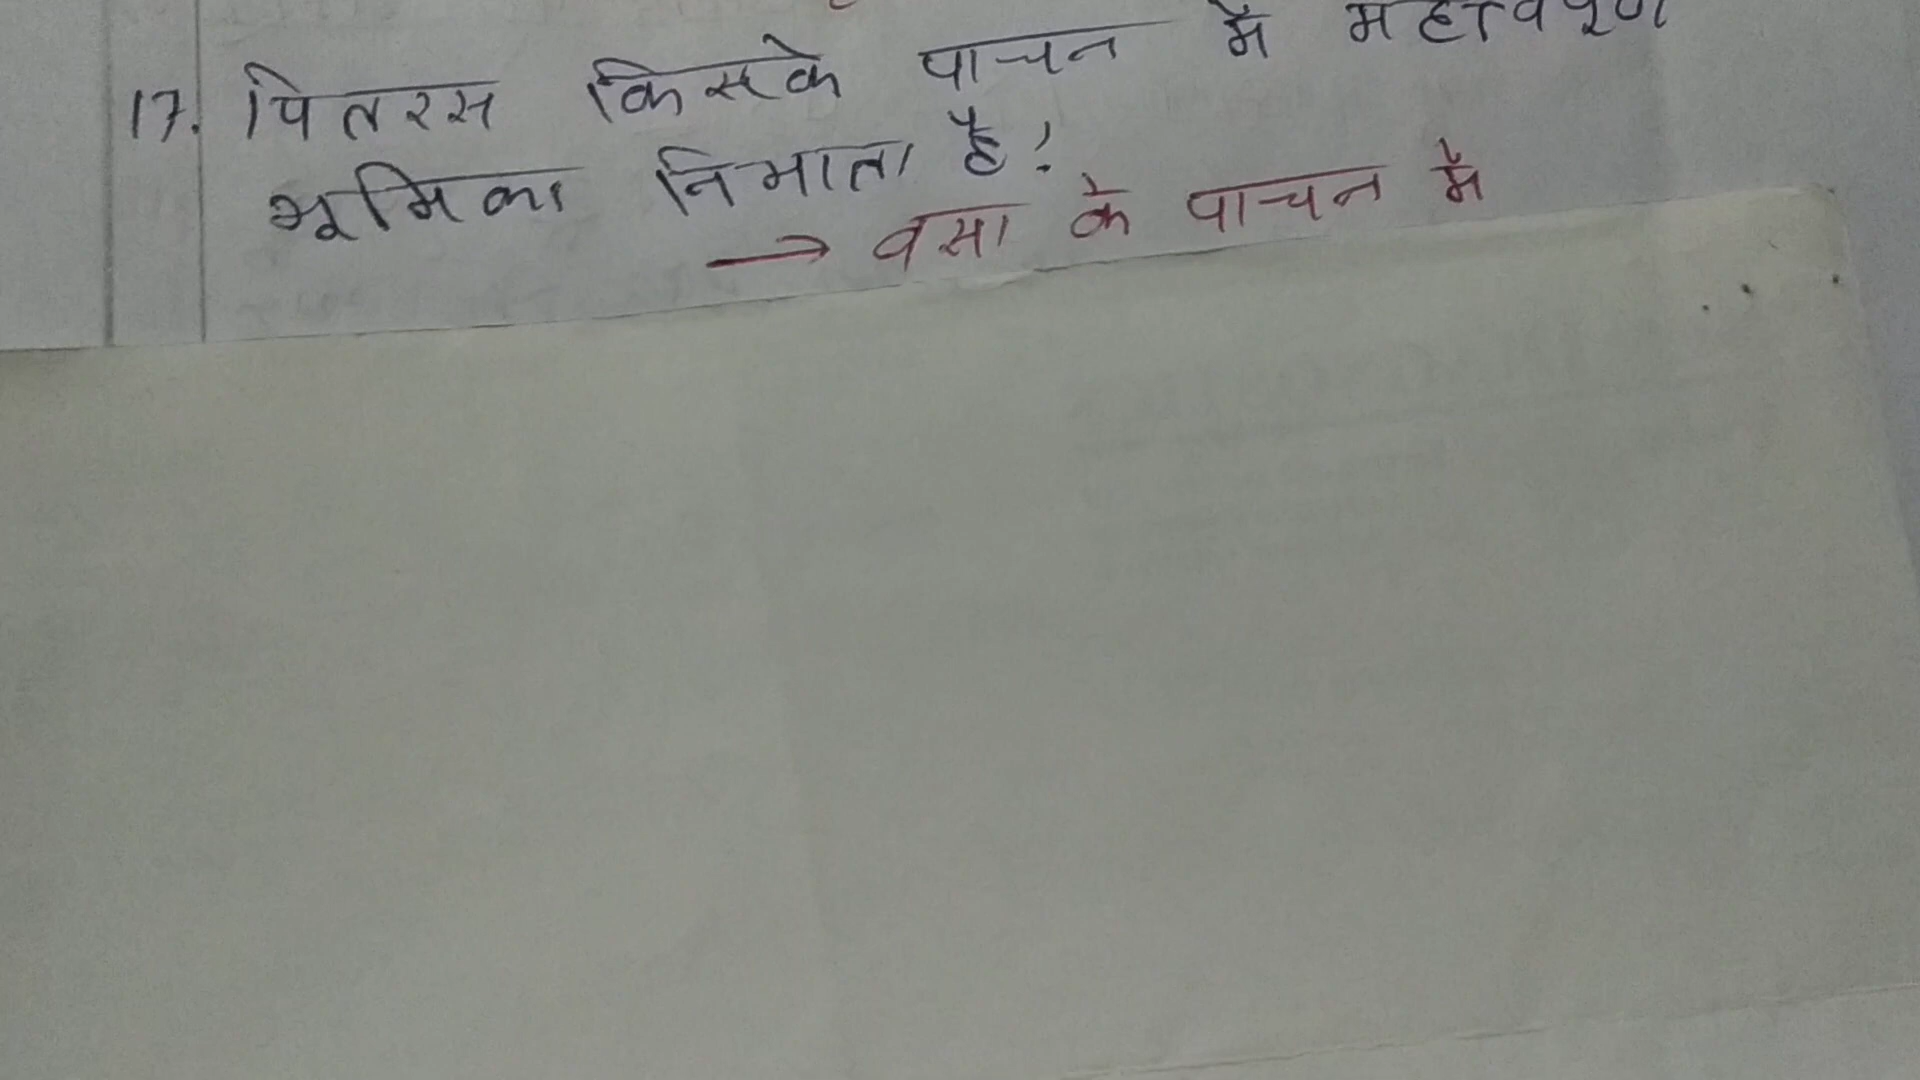 17. पितरस किसके पाचन में महत्वपूर्ण
भूमिका निभाता है?
→ वसा के पाचन में